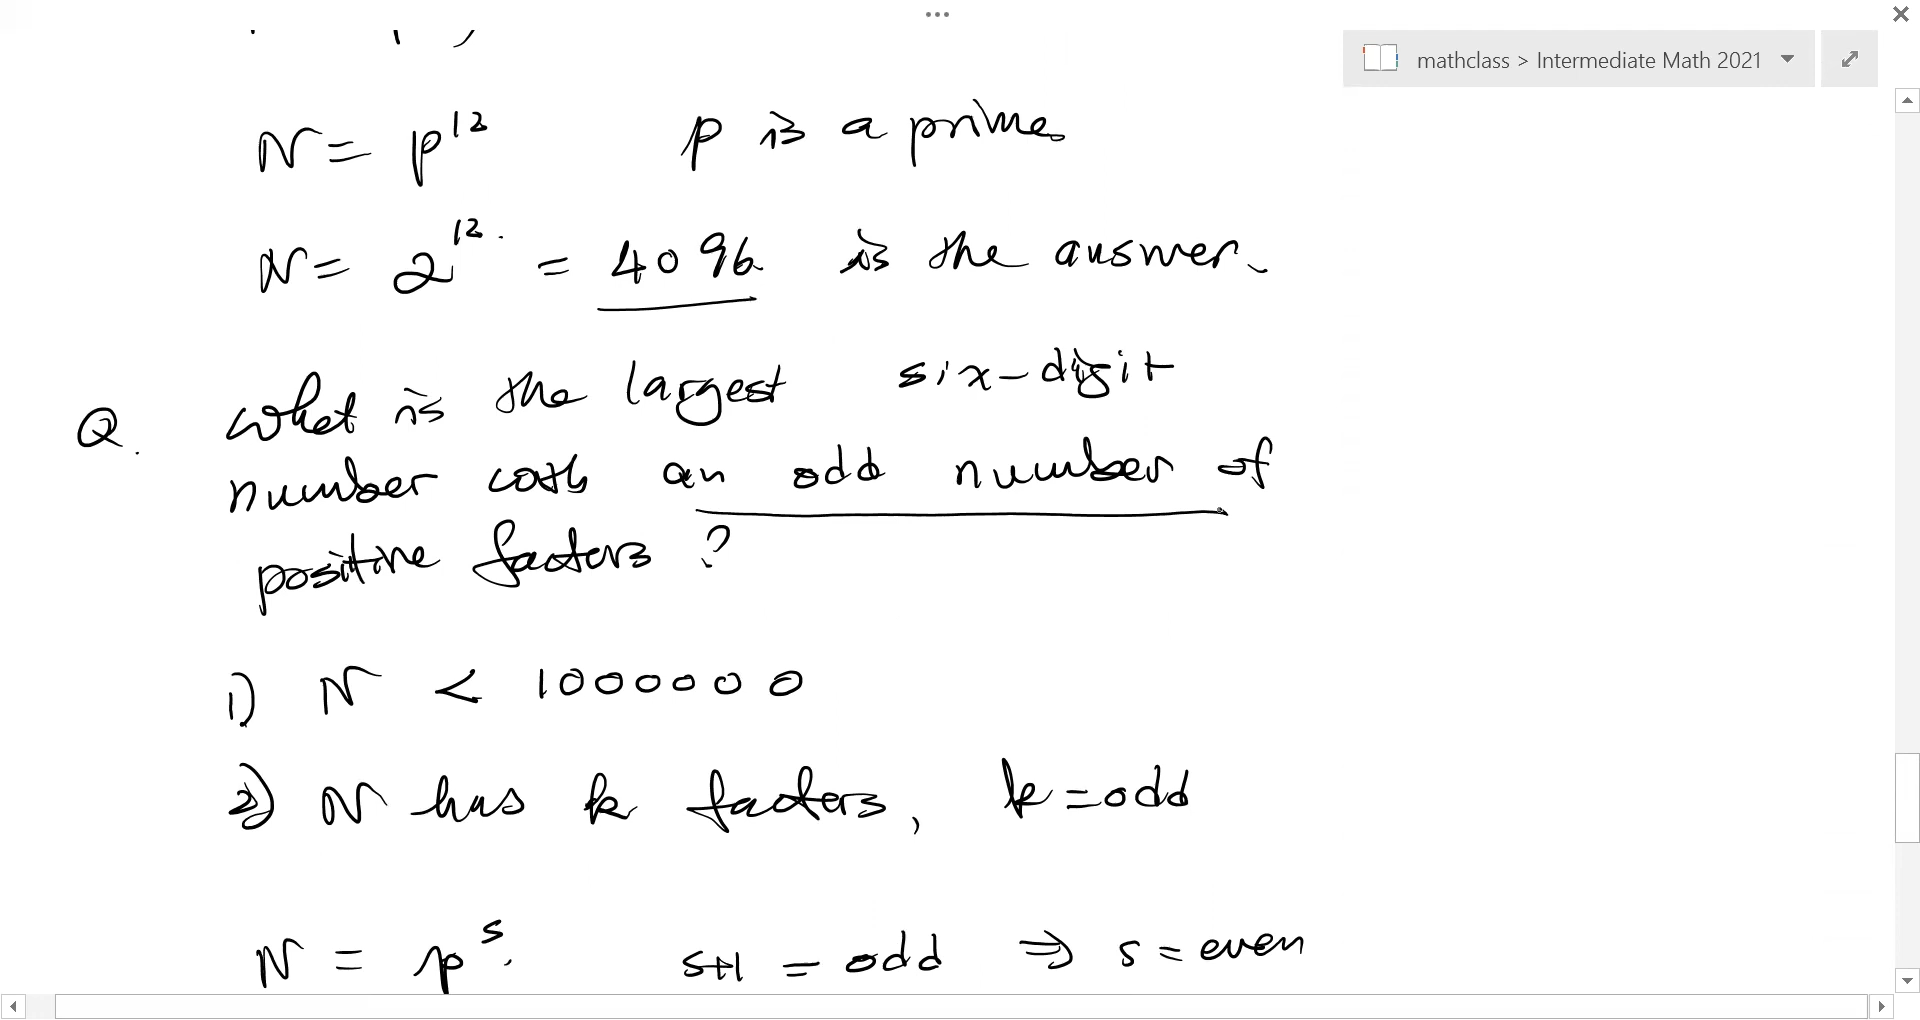 mathclass > Intermediate Math 2021
N = p^12 p is a prime
N = 2^12. = 4096 is the answer.
Q. what is the largest six-digit
number with an odd number of
positive factors ?
1) N < 1000000
2) N has k factors, k = odd
N = p^s. s+1 = odd ⇒ s = even